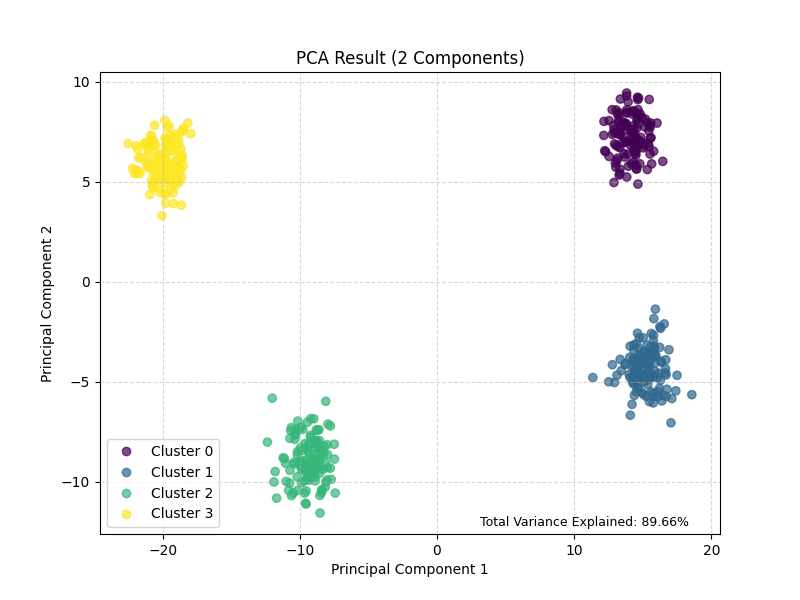 PCA Result (2 Components)
Principal Component 2
10
5
0
−5
−10
Cluster 0
Cluster 1
Cluster 2
Cluster 3
Total Variance Explained: 89.66%
−20
−10
0
10
20
Principal Component 1